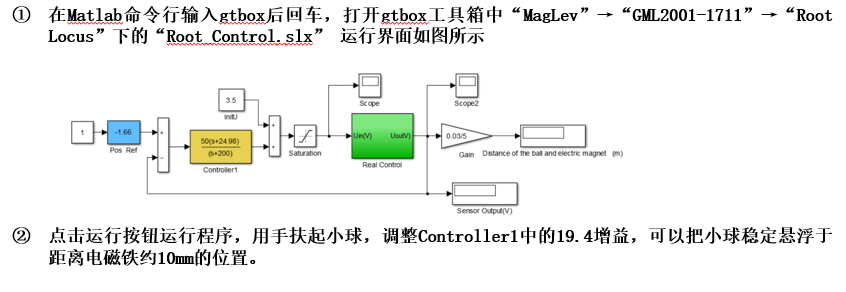 ① 在Matlab命令行输入gtbox后回车，打开gtbox工具箱中“MagLev”→“GML2001-1711”→“Root
Locus”下的“Root_Control.slx” 运行界面如图所示
3.5
InitU
Scope
Scope2
1
-1.66
Pos Ref
50(s+24.98)
(s+200)
Controller1
Saturation
Uin(V)
Uout(V)
Real Control
0.03/5
Gain
Distance of the ball and electric magnet (m)
Sensor Output(V)
② 点击运行按钮运行程序，用手扶起小球，调整Controller1中的19.4增益，可以把小球稳定悬浮于
距离电磁铁约10mm的位置。